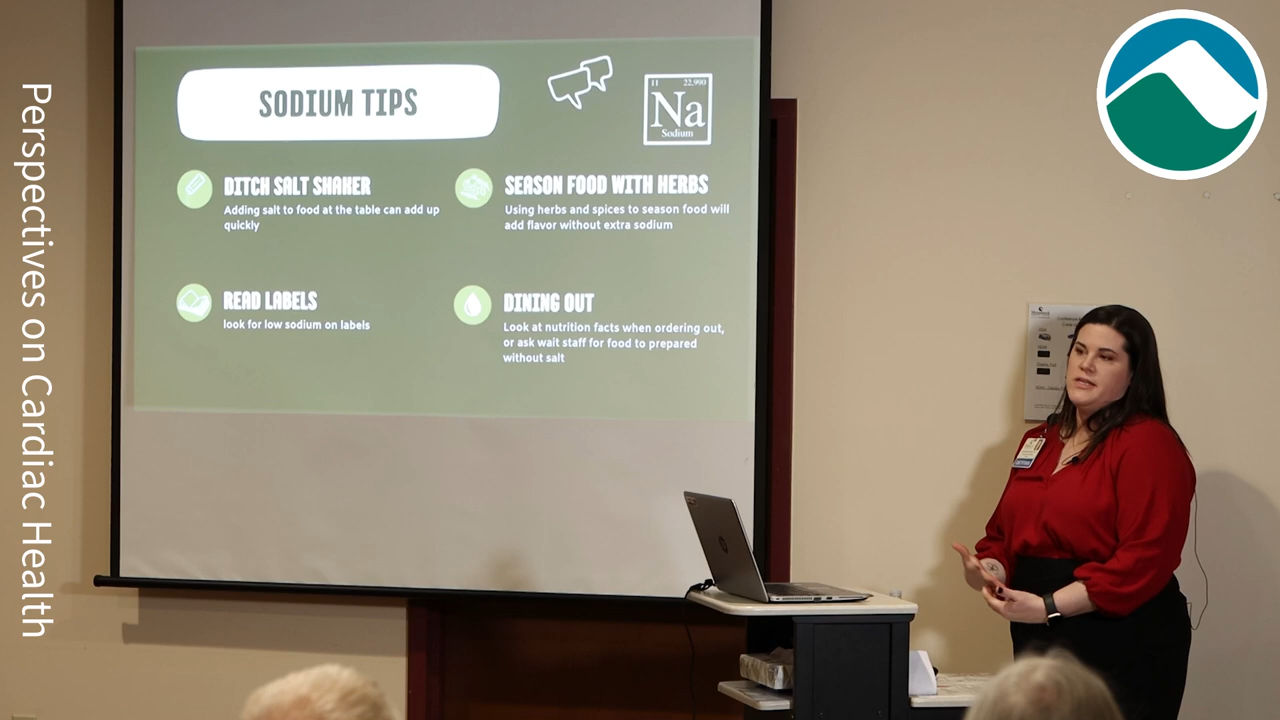 Perspectives on Cardiac Health
SODIUM TIPS
11 22.990
Na
Sodium
DITCH SALT SHAKER
Adding salt to food at the table can add up
quickly
SEASON FOOD WITH HERBS
Using herbs and spices to season food will
add flavor without extra sodium
READ LABELS
look for low sodium on labels
DINING OUT
Look at nutrition facts when ordering out,
or ask wait staff for food to prepared
without salt